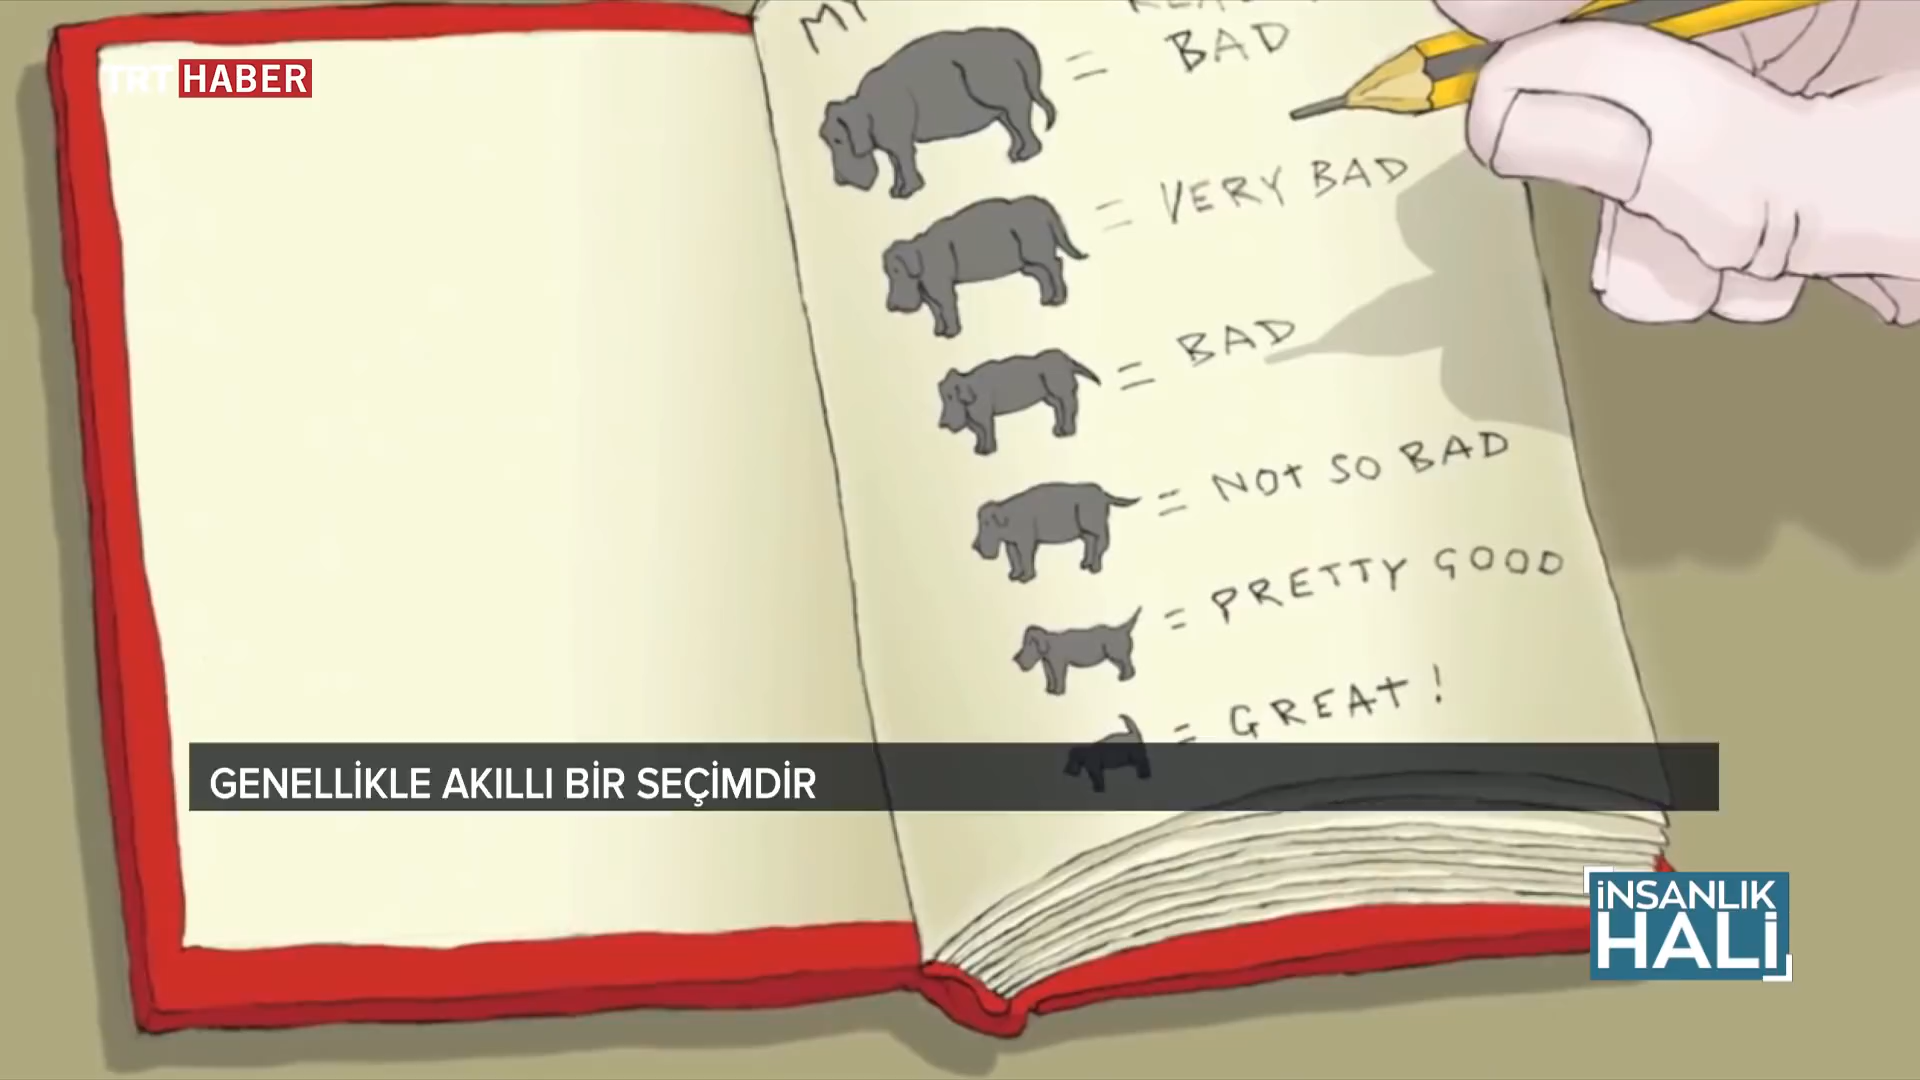 TRT HABER
MY
BAD
= VERY BAD
= BAD
= NOT SO BAD
= PRETTY GOOD
= GREAT!
GENELLİKLE AKILLI BİR SEÇİMDİR
İNSANLIK
HALİ